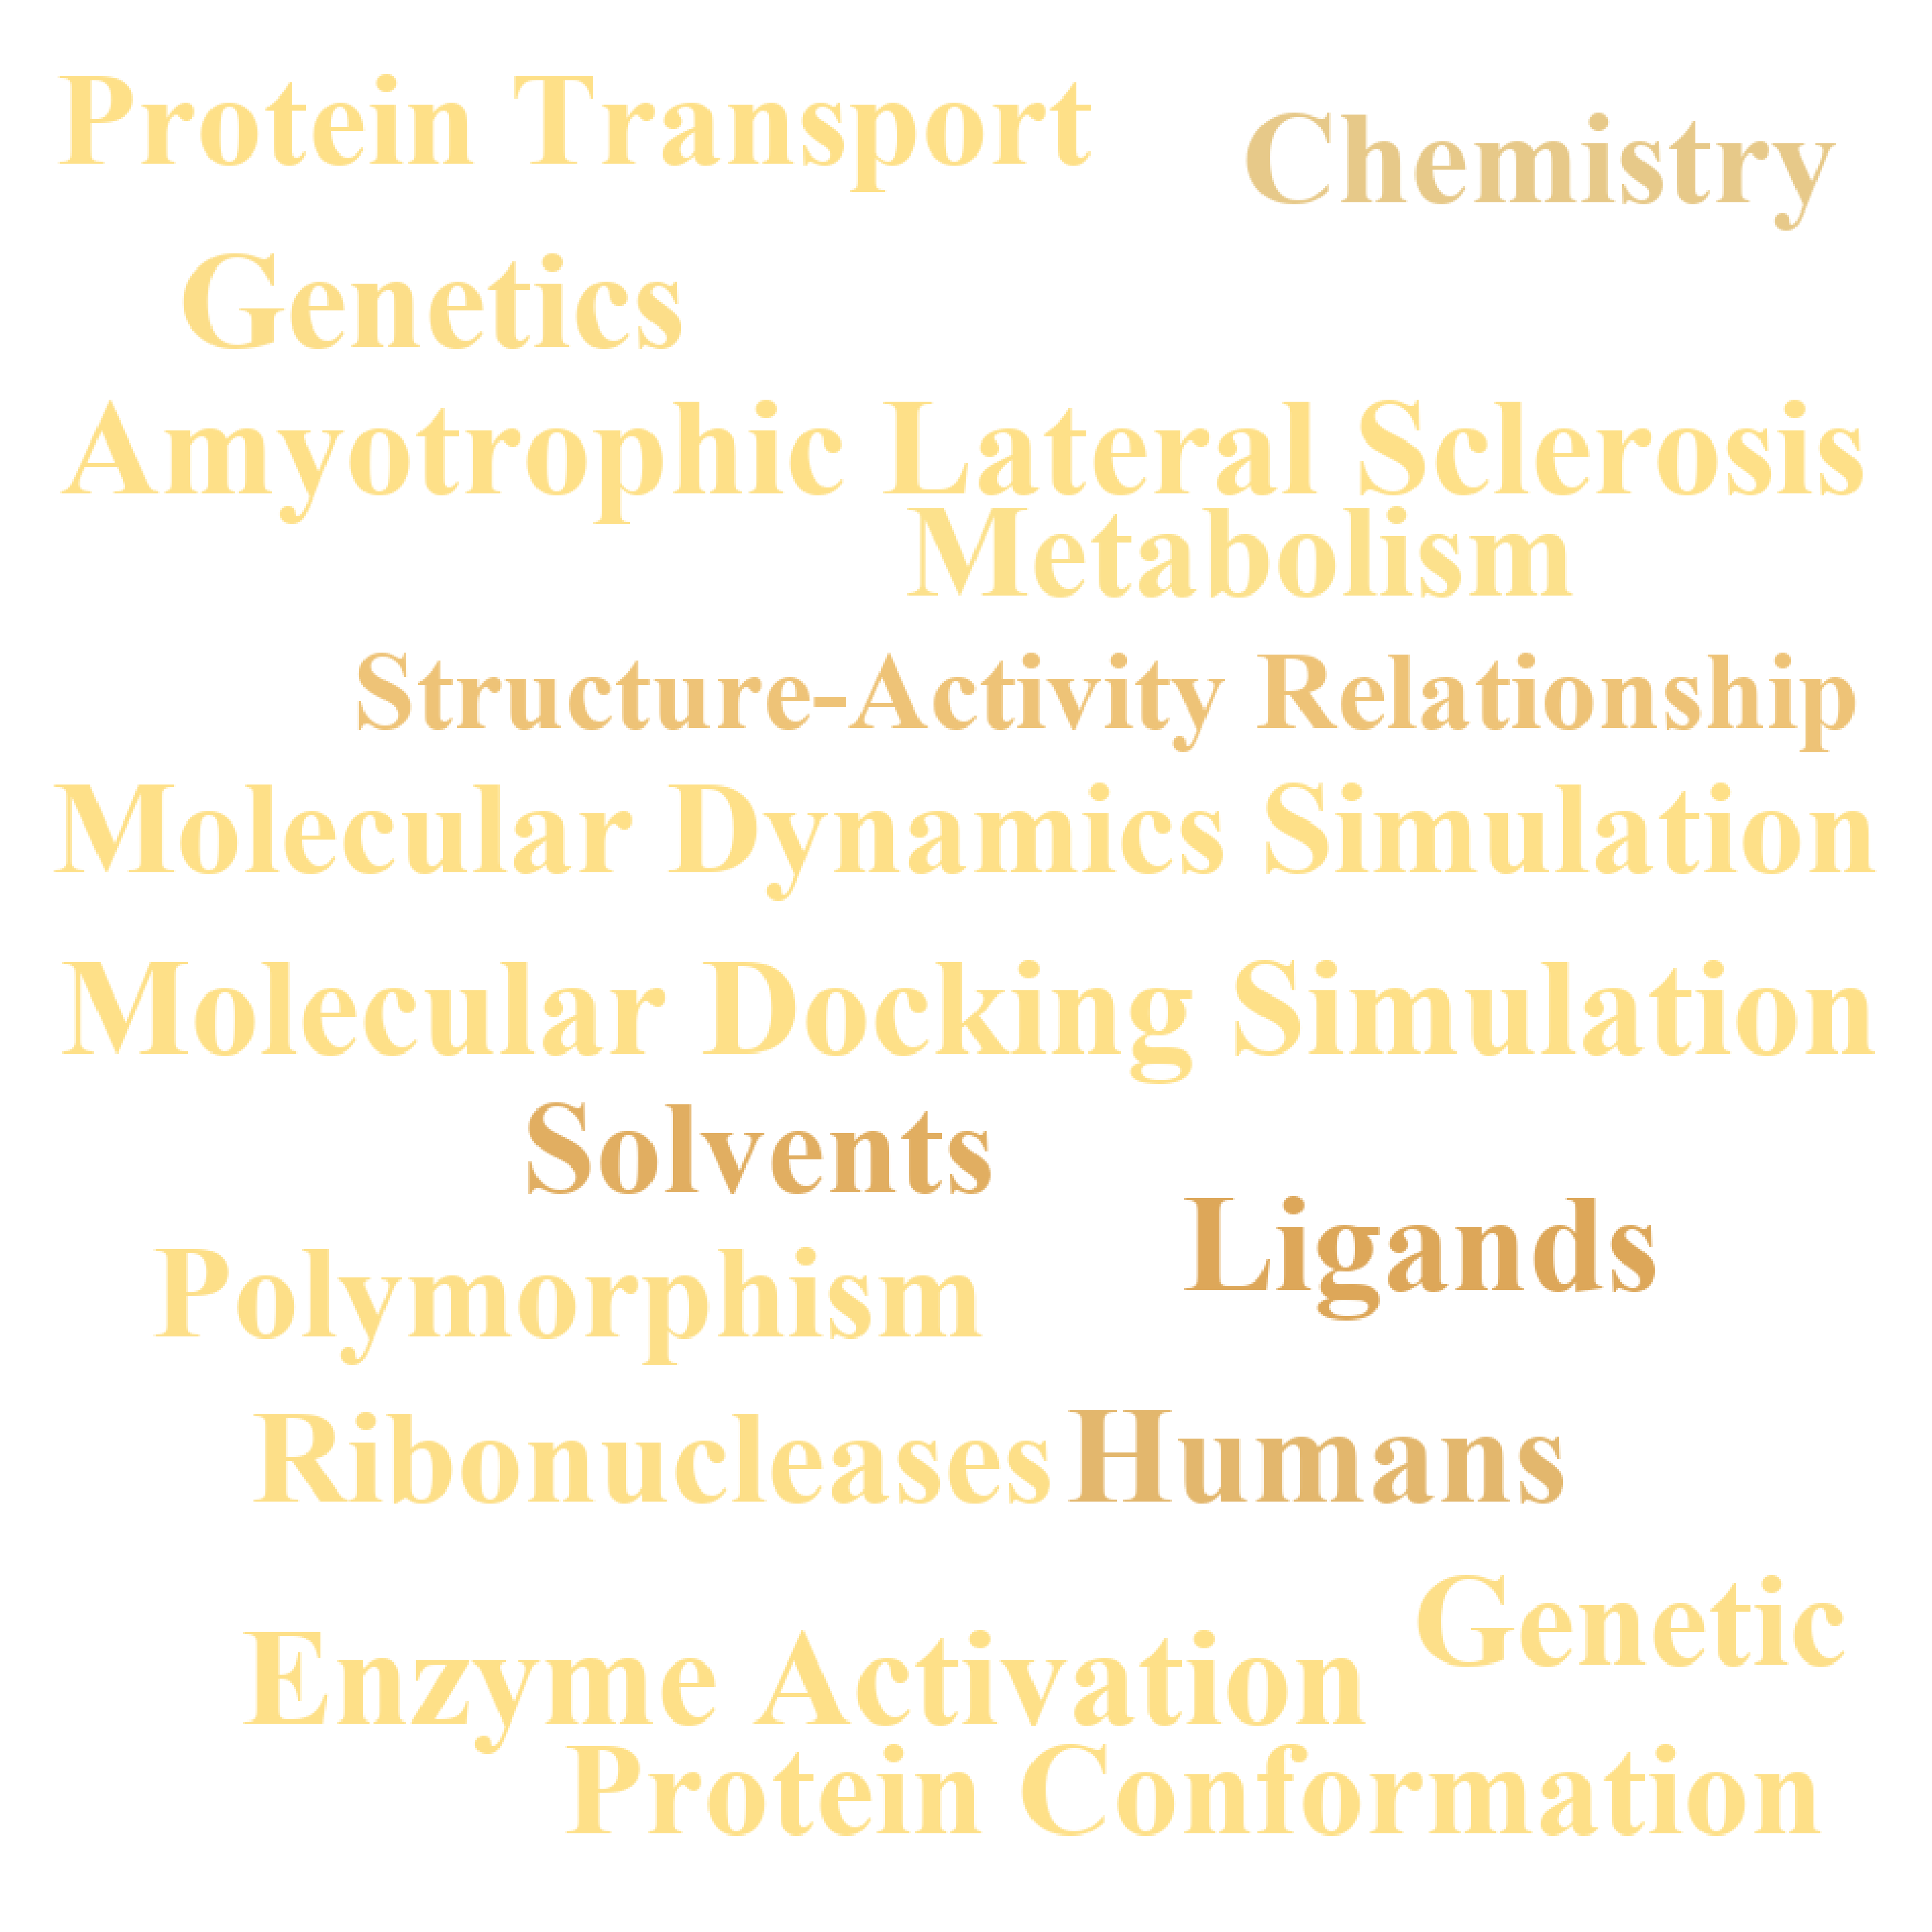 Protein Transport
Chemistry
Genetics
Amyotrophic Lateral Sclerosis
Metabolism
Structure-Activity Relationship
Molecular Dynamics Simulation
Molecular Docking Simulation
Solvents
Ligands
Polymorphism
Ribonucleases
Humans
Genetic
Enzyme Activation
Protein Conformation